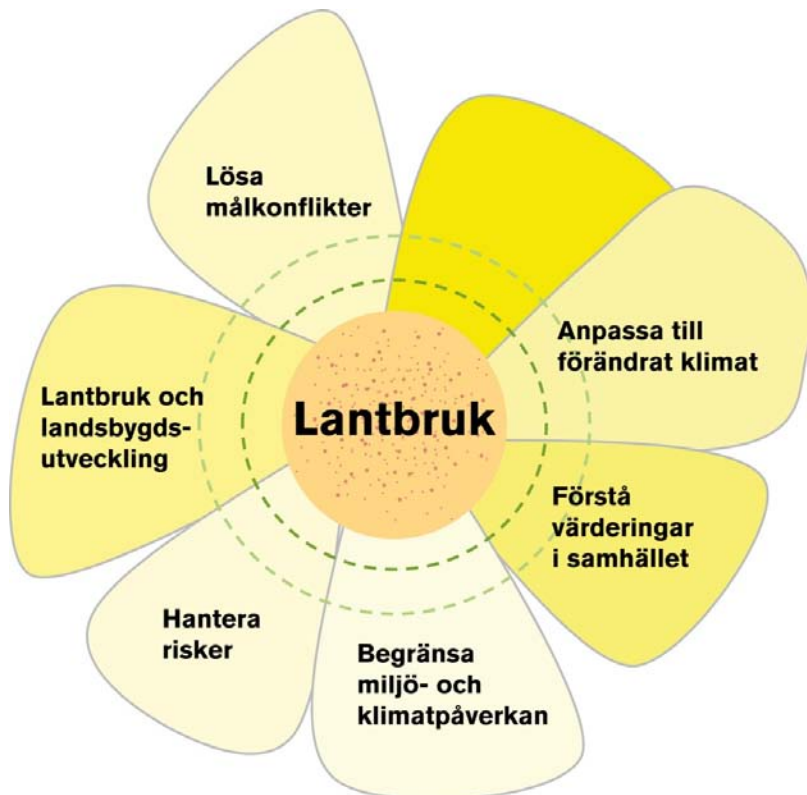 Lösa
målkonflikter
Anpassa till
förändrat klimat
Lantbruk och
landsbygds-
utveckling
Lantbruk
Förstå
värderingar
i samhället
Hantera
risker
Begränsa
miljö- och
klimatpåverkan